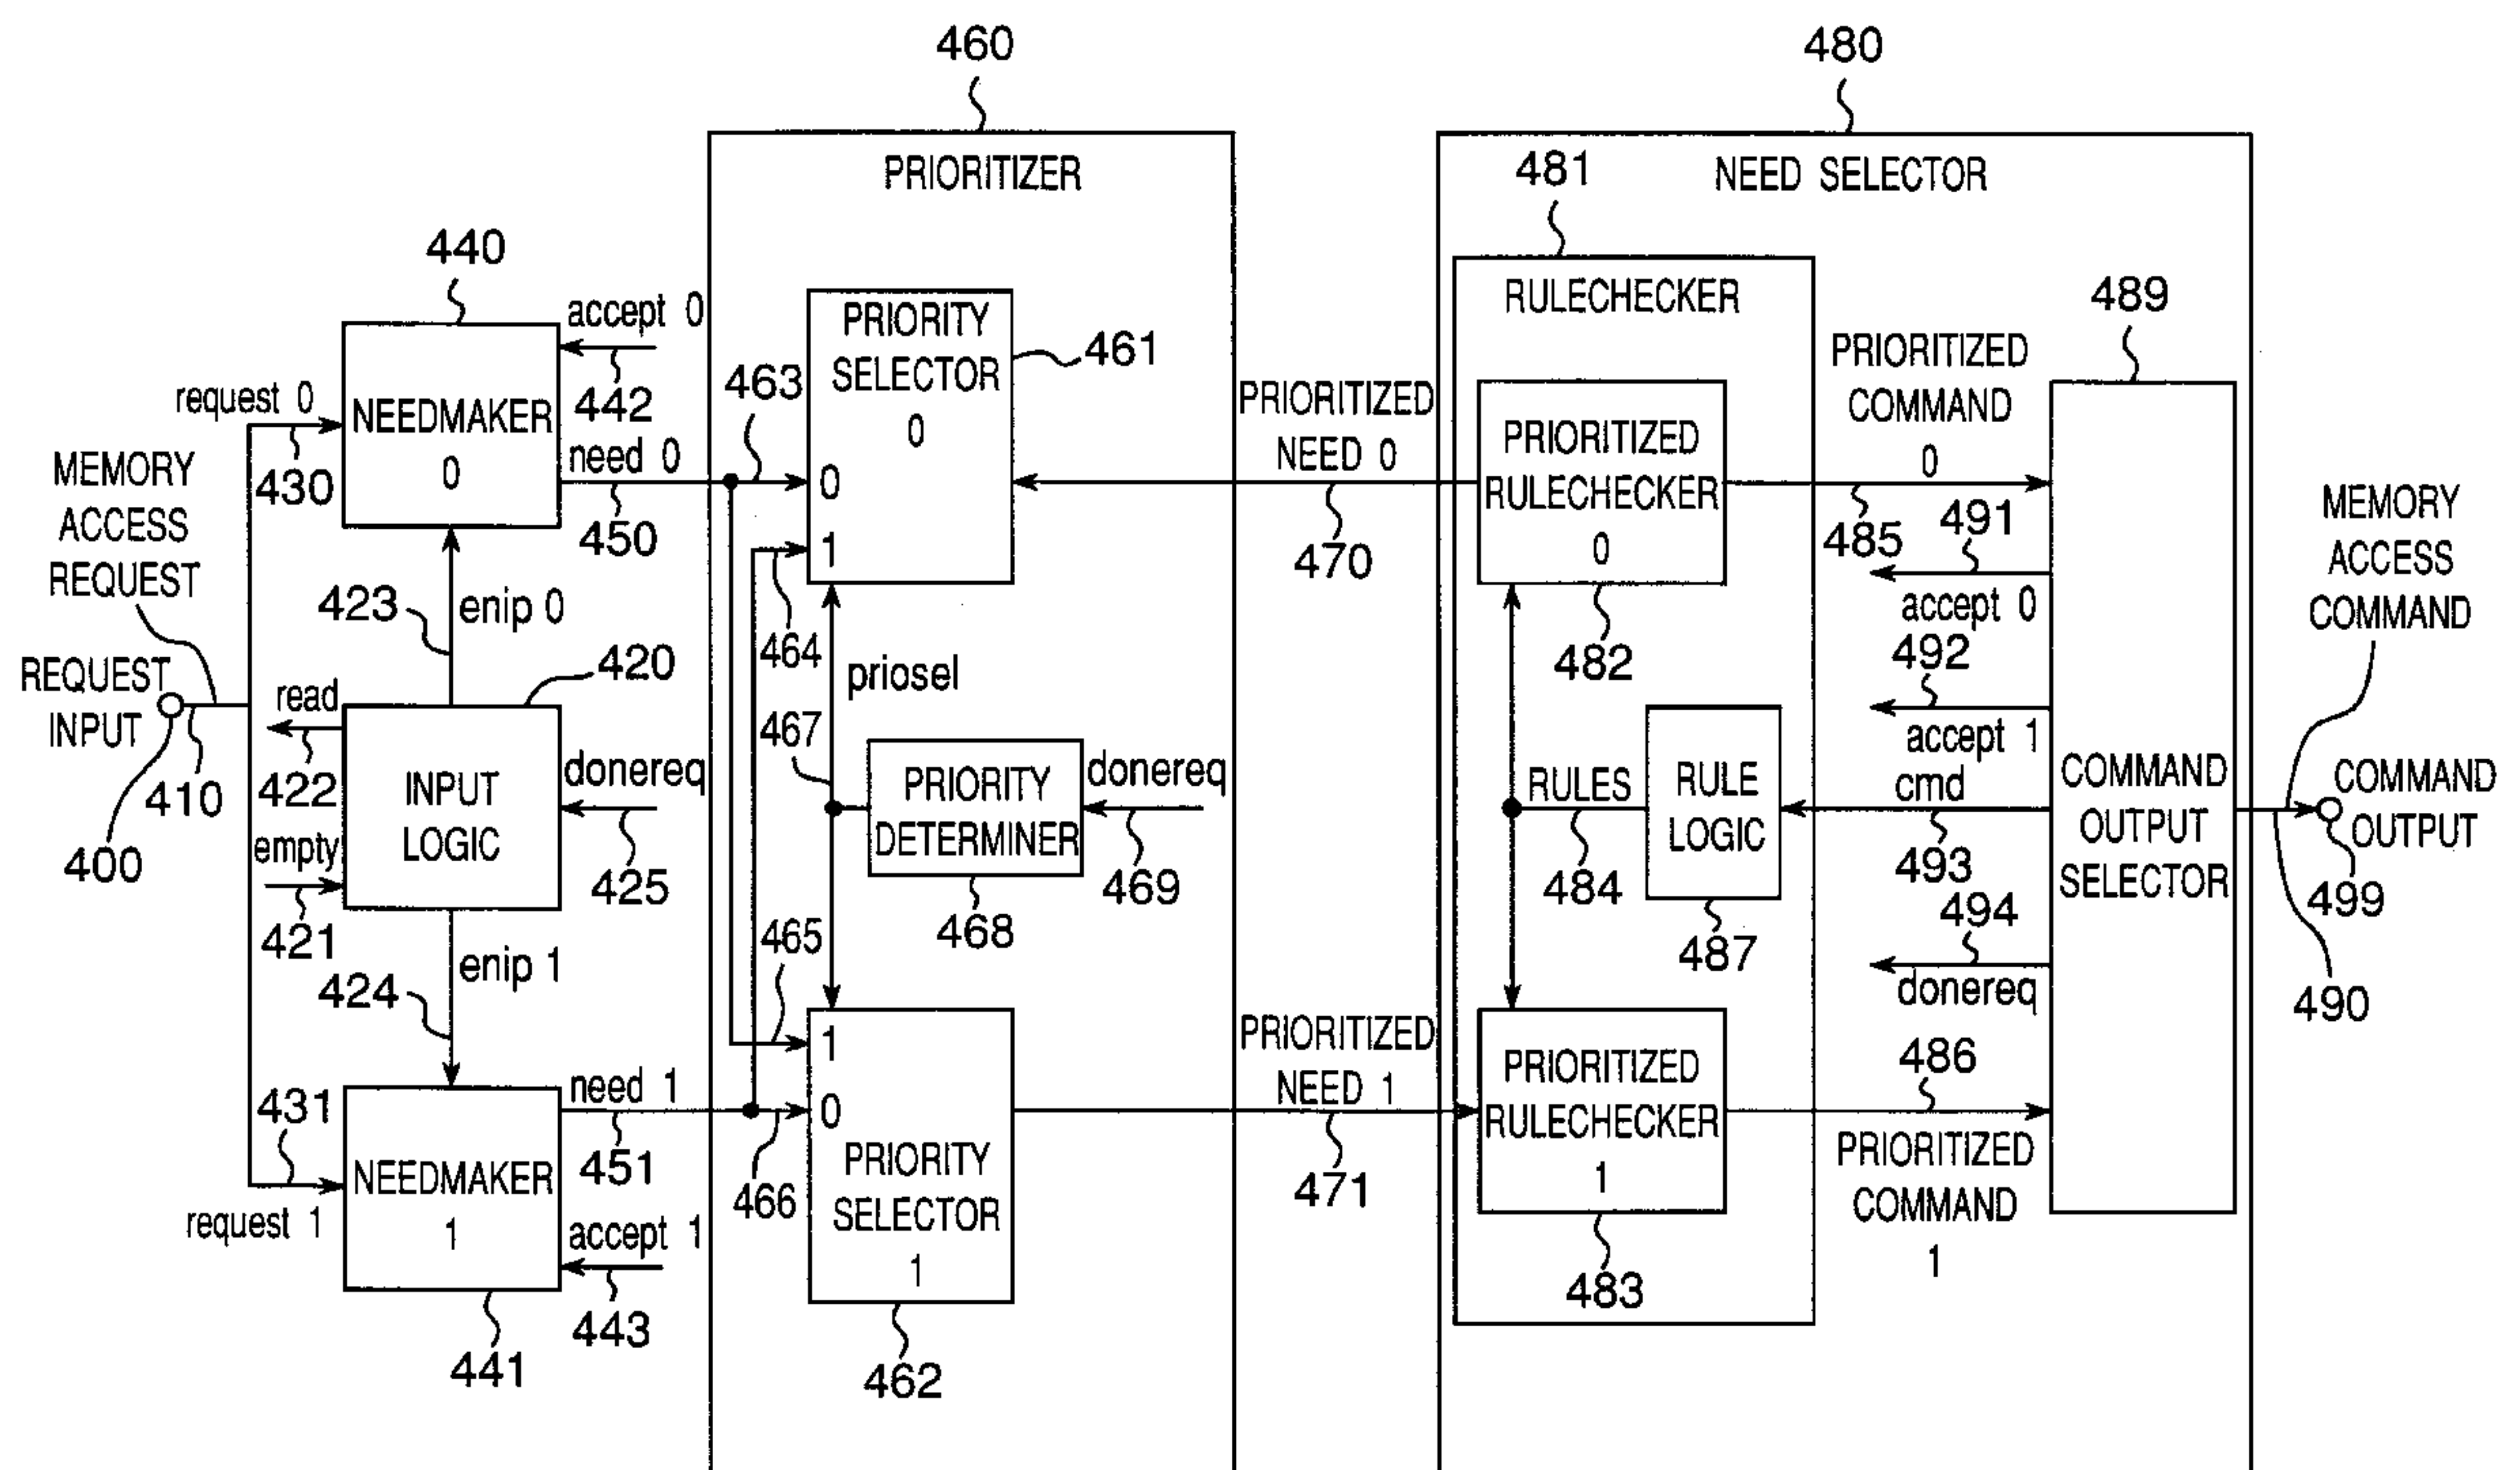 460
480
PRIORITIZER
NEED SELECTOR
481
440
RULECHECKER
489
accept 0
442
PRIORITY
SELECTOR
0
461
463
0
1
request 0
430
NEEDMAKER
0
need 0
450
PRIORITIZED
NEED 0
470
PRIORITIZED
RULECHECKER
0
482
PRIORITIZED
COMMAND
0
485
491
accept 0
492
accept 1
MEMORY
ACCESS
REQUEST
MEMORY
ACCESS
COMMAND
423
enip 0
464
priosel
467
REQUEST
INPUT
400
410
read
422
empty
421
420
INPUT
LOGIC
donereq
425
PRIORITY
DETERMINER
468
donereq
469
RULES
484
RULE
LOGIC
487
cmd
493
494
donereq
COMMAND
OUTPUT
SELECTOR
COMMAND
OUTPUT
499
490
424
enip 1
465
466
431
request 1
NEEDMAKER
1
441
need 1
451
accept 1
443
1
0
PRIORITY
SELECTOR
1
462
PRIORITIZED
NEED 1
471
PRIORITIZED
RULECHECKER
1
483
486
PRIORITIZED
COMMAND
1